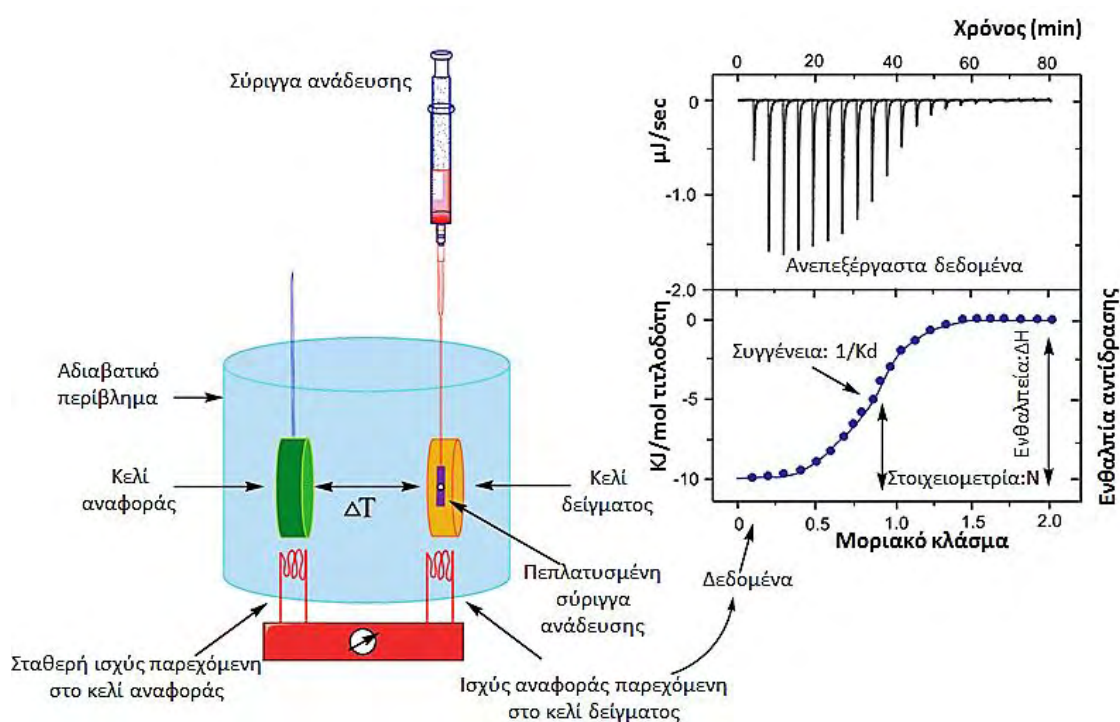 Σύριγγα ανάδευσης
Αδιαβατικό
περίβλημα
Κελί
αναφοράς
ΔΤ
Κελί
δείγματος
Πεπλατυσμένη
σύριγγα
ανάδευσης
Σταθερή ισχύς παρεχόμενη
στο κελί αναφοράς
Ισχύς αναφοράς παρεχόμενη
στο κελί δείγματος
Δεδομένα
Χρόνος (min)
0 20 40 60 80
μJ/sec
0
-1.0
-2.0
Ανεπεξέργαστα δεδομένα
KJ/mol τιτλοδότη
0
-5
-10
Συγγένεια: 1/Kd
Ενθαλπεία:ΔΗ
Στοιχειομετρία:Ν
Ενθαλπία αντίδρασης
0 0.5 1.0 1.5 2.0
Μοριακό κλάσμα